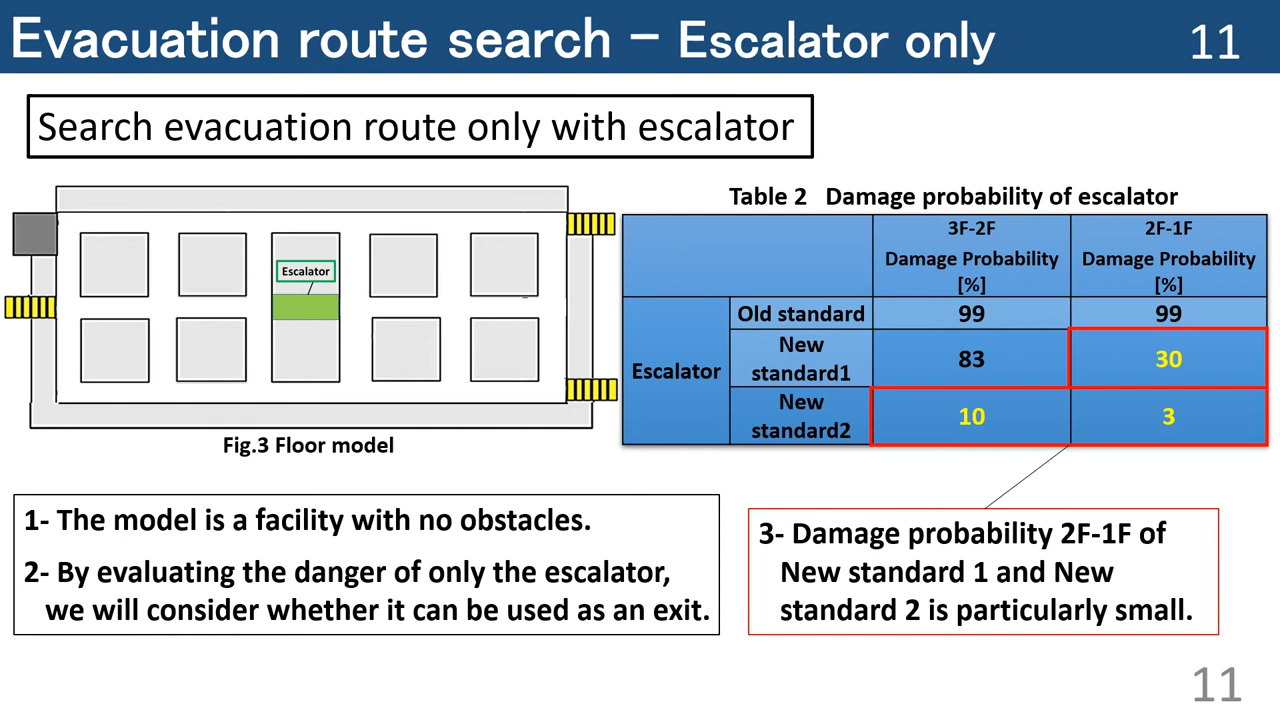 Evacuation route search － Escalator only
11
Search evacuation route only with escalator
Escalator
Fig.3 Floor model
Table 2 Damage probability of escalator
3F-2F
Damage Probability
[%]
2F-1F
Damage Probability
[%]
Escalator
Old standard
99
99
New
standard1
83
30
New
standard2
10
3
1- The model is a facility with no obstacles.
2- By evaluating the danger of only the escalator,
we will consider whether it can be used as an exit.
3- Damage probability 2F-1F of
New standard 1 and New
standard 2 is particularly small.
11